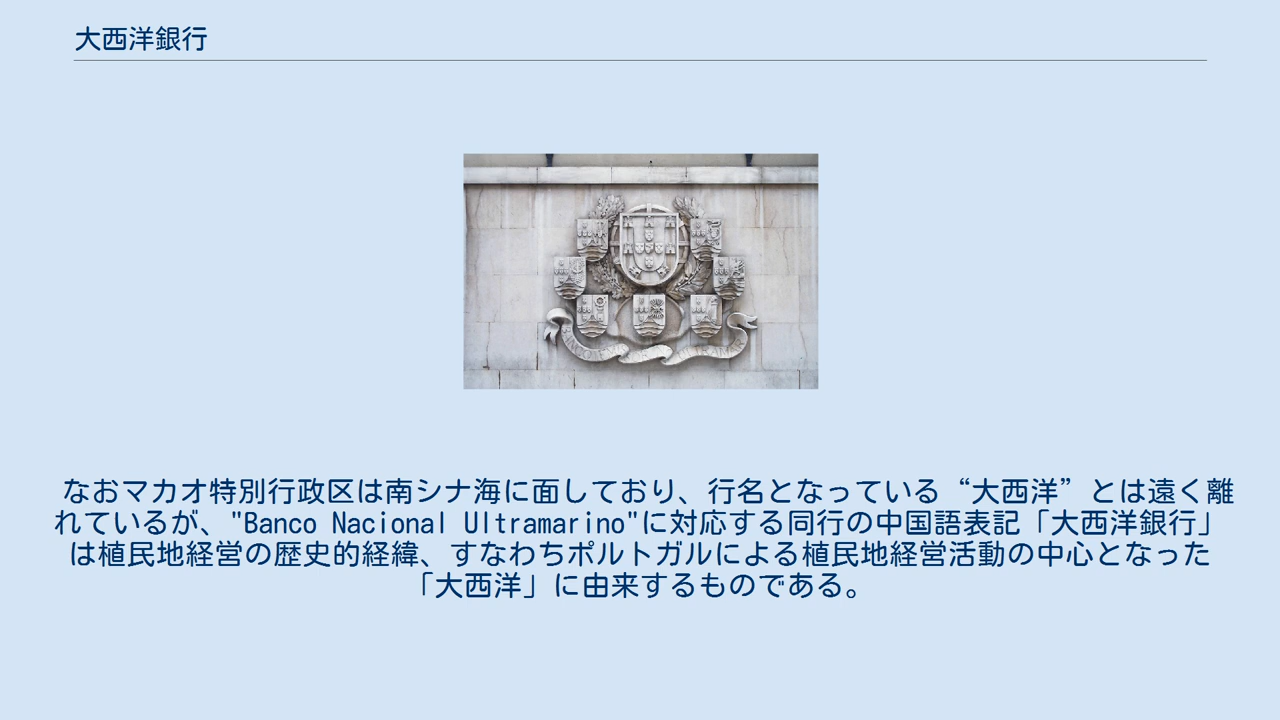 大西洋銀行
なおマカオ特別行政区は南シナ海に面しており、行名となっている“大西洋”とは遠く離
れているが、"Banco Nacional Ultramarino"に対応する同行の中国語表記「大西洋銀行」
は植民地経営の歴史的経緯、すなわちポルトガルによる植民地経営活動の中心となった
「大西洋」に由来するものである。